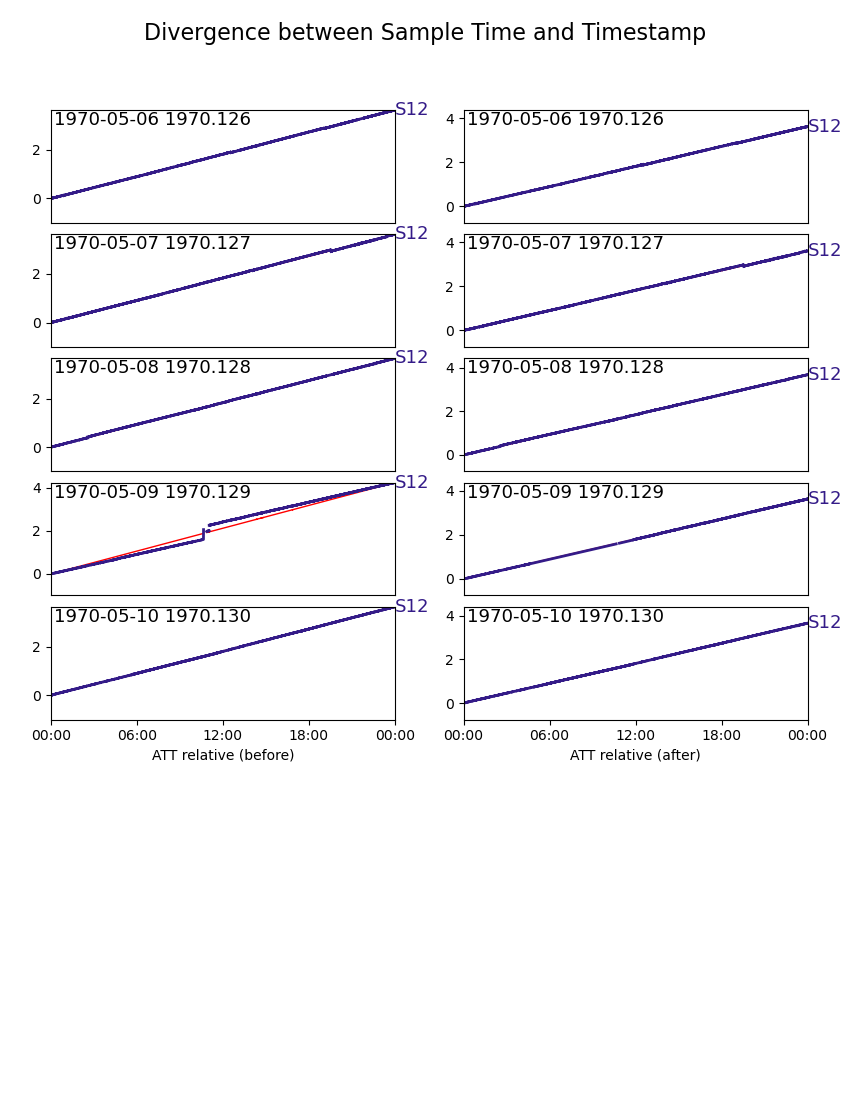 Divergence between Sample Time and Timestamp
1970-05-06 1970.126
S12
2
0
1970-05-06 1970.126
S12
4
2
0
1970-05-07 1970.127
S12
2
0
1970-05-07 1970.127
S12
4
2
0
1970-05-08 1970.128
S12
2
0
1970-05-08 1970.128
S12
4
2
0
1970-05-09 1970.129
S12
4
2
0
1970-05-09 1970.129
S12
4
2
0
1970-05-10 1970.130
S12
2
0
00:00 06:00 12:00 18:00 00:00
ATT relative (before)
1970-05-10 1970.130
S12
4
2
0
00:00 06:00 12:00 18:00 00:00
ATT relative (after)